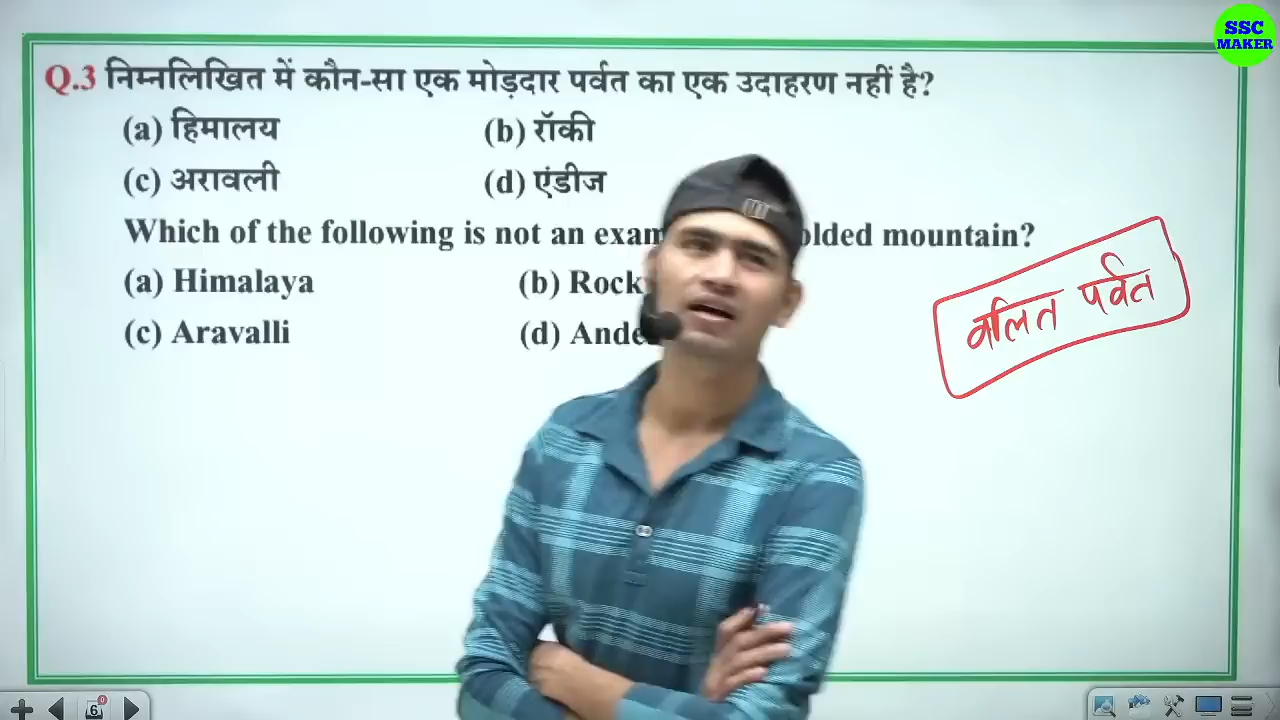 SSC
MAKER
Q.3 निम्नलिखित में कौन-सा एक मोड़दार पर्वत का एक उदाहरण नहीं है?
(a) हिमालय (b) रॉकी
(c) अरावली (d) एंडीज
Which of the following is not an exam olded mountain?
(a) Himalaya (b) Rock
(c) Aravalli (d) Ande
वलित पर्वत
6